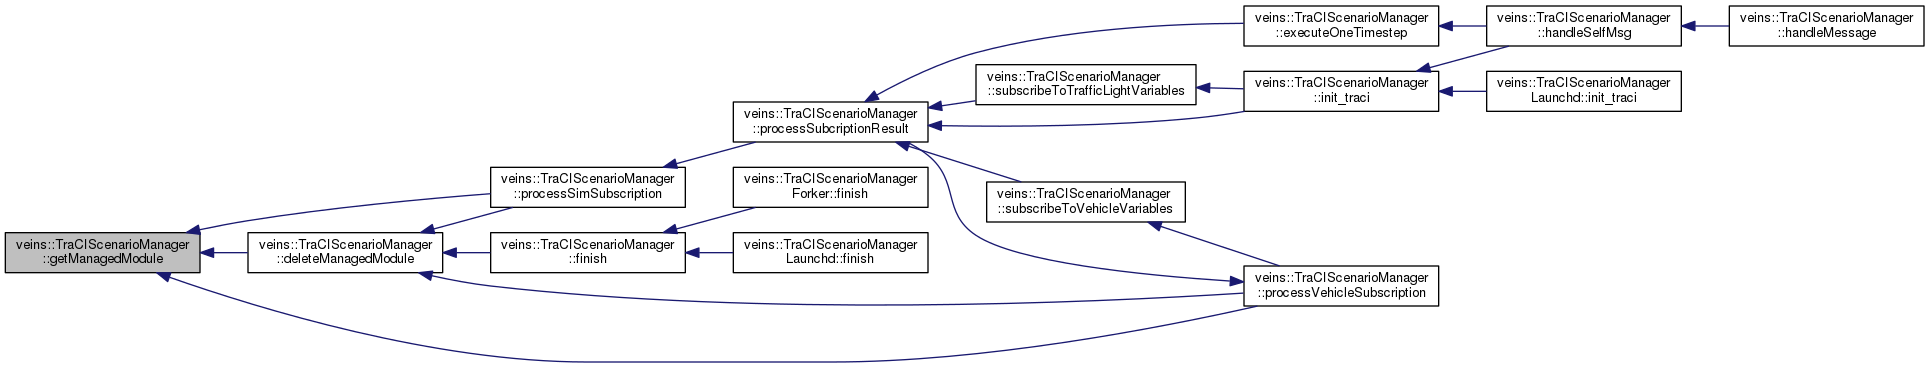 veins::TraCIScenarioManager
::getManagedModule
veins::TraCIScenarioManager
::processSimSubscription
veins::TraCIScenarioManager
::deleteManagedModule
veins::TraCIScenarioManager
::finish
veins::TraCIScenarioManager
::processSubcriptionResult
veins::TraCIScenarioManager
Forker::finish
veins::TraCIScenarioManager
Launchd::finish
veins::TraCIScenarioManager
::subscribeToTrafficLightVariables
veins::TraCIScenarioManager
::subscribeToVehicleVariables
veins::TraCIScenarioManager
::executeOneTimestep
veins::TraCIScenarioManager
::init_traci
veins::TraCIScenarioManager
::processVehicleSubscription
veins::TraCIScenarioManager
::handleSelfMsg
veins::TraCIScenarioManager
Launchd::init_traci
veins::TraCIScenarioManager
::handleMessage